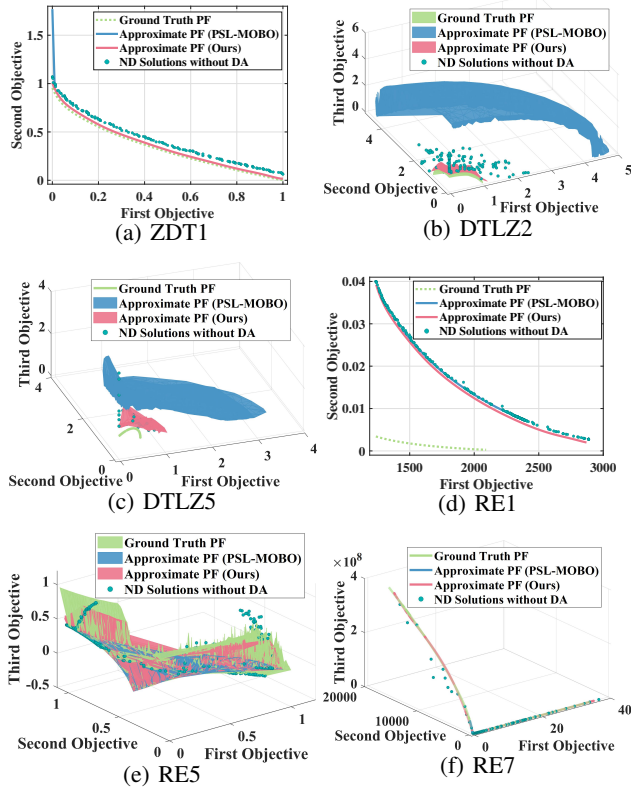 Ground Truth PF
Approximate PF (PSL-MOBO)
Approximate PF (Ours)
ND Solutions without DA
Second Objective
1.5
1
0.5
0
0
0.2
0.4
0.6
0.8
1
First Objective
(a) ZDT1
Ground Truth PF
Approximate PF (PSL-MOBO)
Approximate PF (Ours)
ND Solutions without DA
Third Objective
6
4
2
0
4
2
0
Second Objective
0
1
2
3
4
5
First Objective
(b) DTLZ2
Ground Truth PF
Approximate PF (PSL-MOBO)
Approximate PF (Ours)
ND Solutions without DA
Third Objective
4
2
0
4
2
0
Second Objective
0
1
2
3
4
First Objective
(c) DTLZ5
Ground Truth PF
Approximate PF (PSL-MOBO)
Approximate PF (Ours)
ND Solutions without DA
Second Objective
0.04
0.03
0.02
0.01
0
1500
2000
2500
3000
First Objective
(d) RE1
Ground Truth PF
Approximate PF (PSL-MOBO)
Approximate PF (Ours)
ND Solutions without DA
Third Objective
1
0.5
0
-0.5
1
0.5
0
Second Objective
0
0.5
1
First Objective
(e) RE5
Ground Truth PF
Approximate PF (PSL-MOBO)
Approximate PF (Ours)
ND Solutions without DA
×10⁸
Third Objective
4
2
0
20000
10000
0
Second Objective
0
20
40
First Objective
(f) RE7